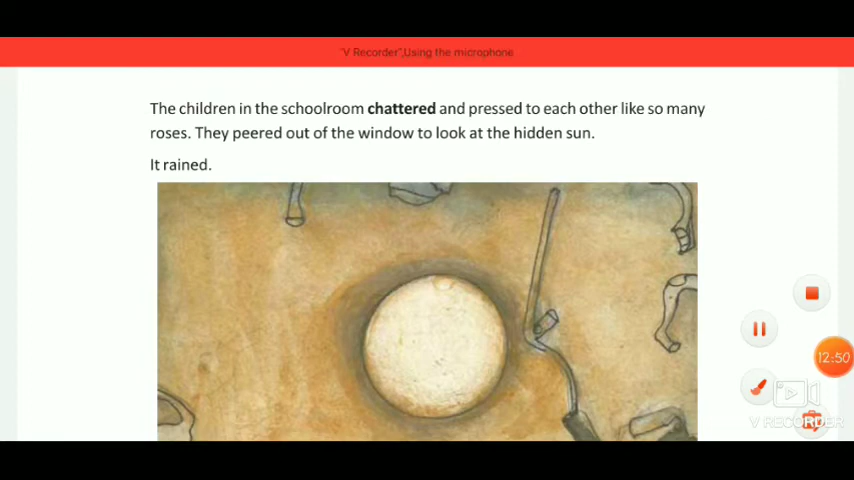 "V Recorder",Using the microphone
The children in the schoolroom chattered and pressed to each other like so many
roses. They peered out of the window to look at the hidden sun.
It rained.
12:50
V RECORDER